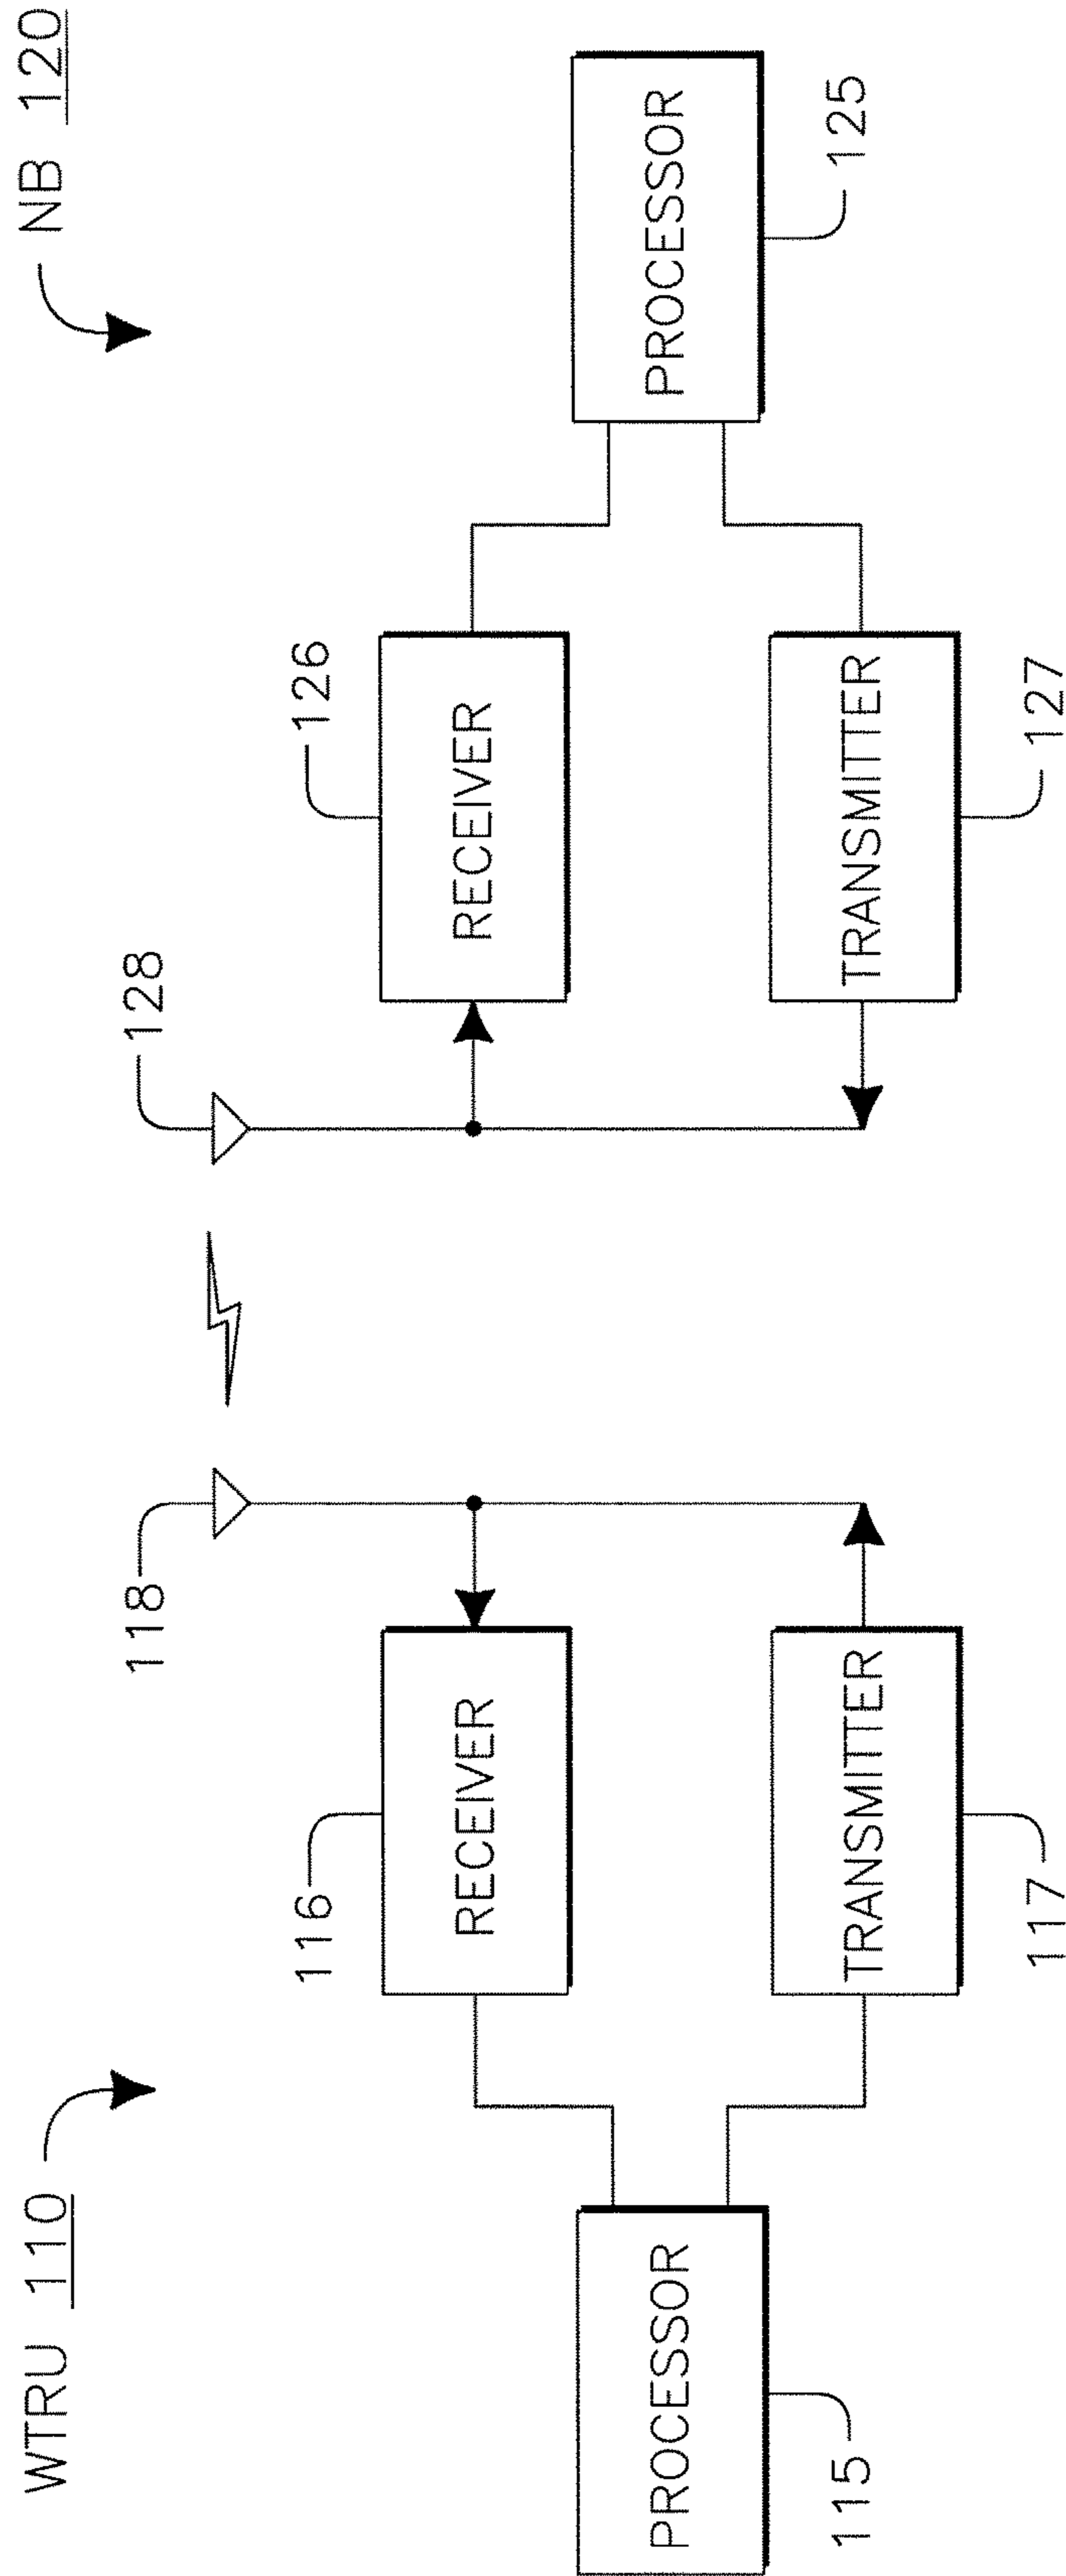 WTRU 110
NB 120
118
128
116
126
RECEIVER
RECEIVER
PROCESSOR
PROCESSOR
115
125
TRANSMITTER
TRANSMITTER
117
127